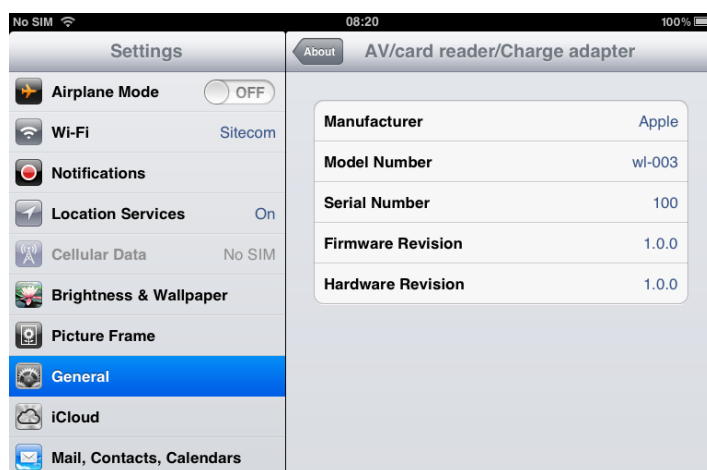 No SIM 08:20 100%
Settings
Airplane Mode OFF
Wi-Fi Sitecom
Notifications
Location Services On
Cellular Data No SIM
Brightness & Wallpaper
Picture Frame
General
iCloud
Mail, Contacts, Calendars
About AV/card reader/Charge adapter
Manufacturer Apple
Model Number wl-003
Serial Number 100
Firmware Revision 1.0.0
Hardware Revision 1.0.0